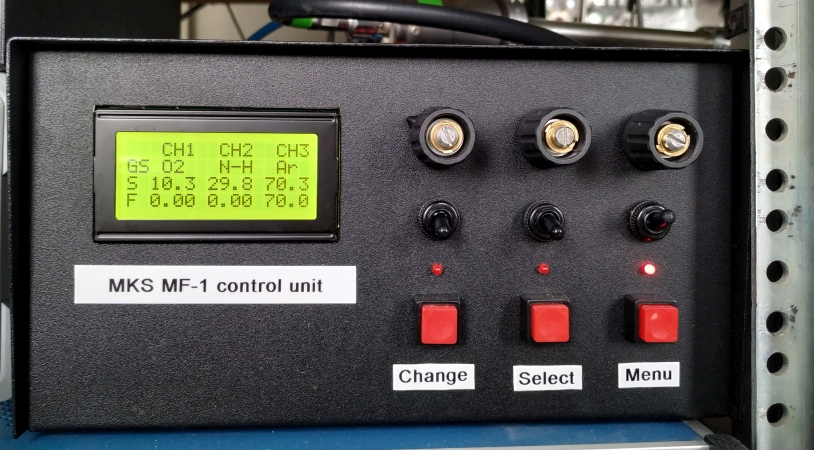 CH1 CH2 CH3
GS O2 N-H Ar
S 10.3 29.8 70.3
F 0.00 0.00 70.0
MKS MF-1 control unit
Change
Select
Menu